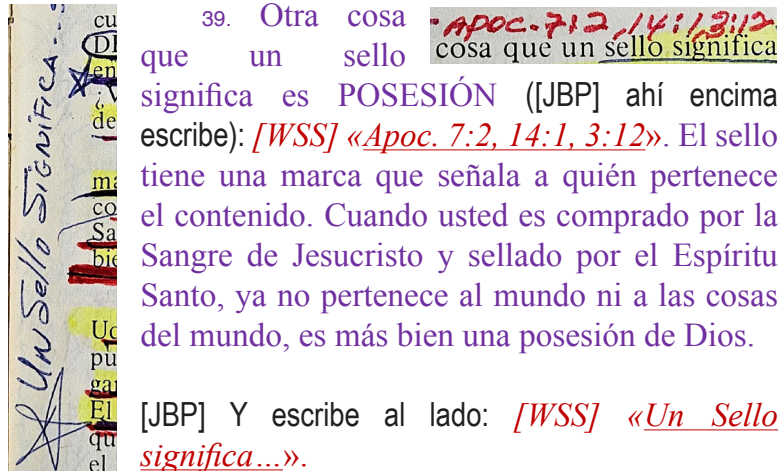 Un Sello SIGNIFICA...
39. Otra cosa
- APOC. 7:2, 14:1, 3:12.
cosa que un sello significa
que un sello
significa es POSESIÓN ([JBP] ahí encima
escribe): [WSS] «Apoc. 7:2, 14:1, 3:12». El sello
tiene una marca que señala a quién pertenece
el contenido. Cuando usted es comprado por la
Sangre de Jesucristo y sellado por el Espíritu
Santo, ya no pertenece al mundo ni a las cosas
del mundo, es más bien una posesión de Dios.
[JBP] Y escribe al lado: [WSS] «Un Sello
significa…».